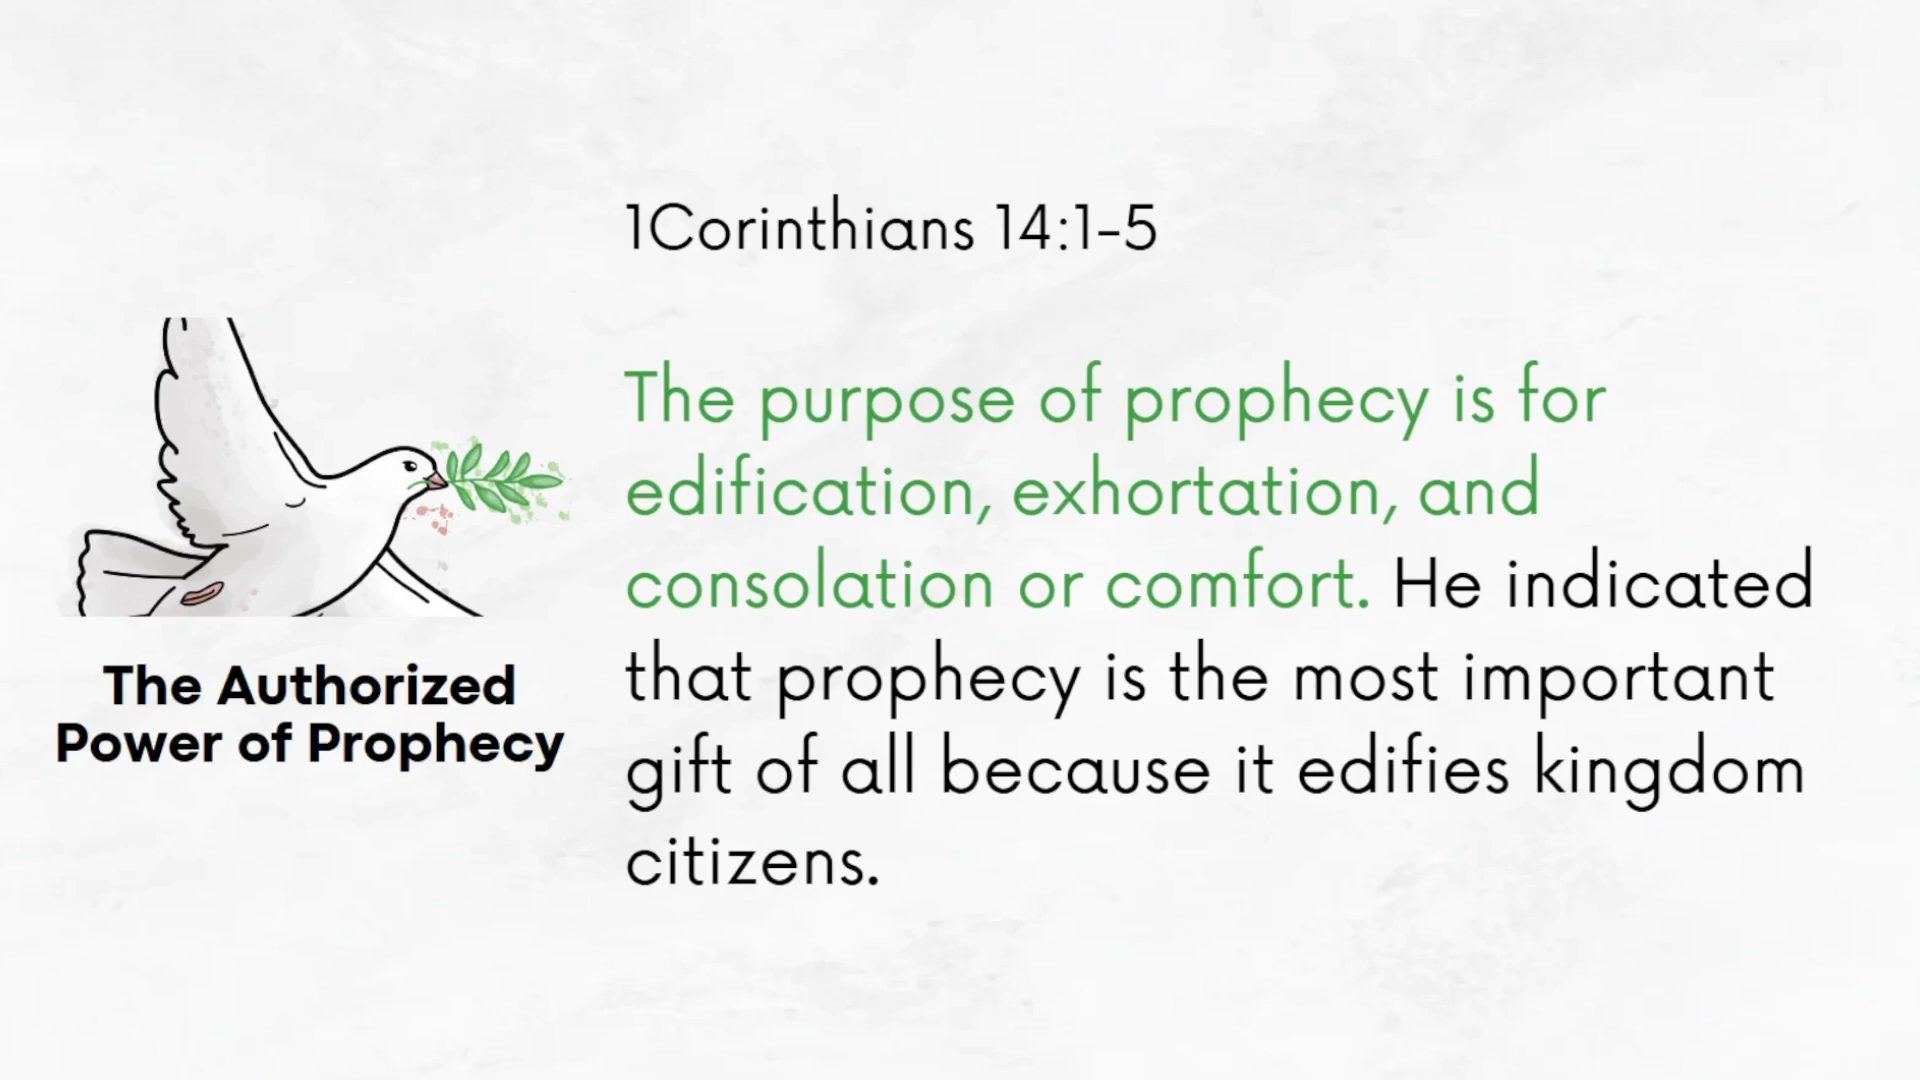 1Corinthians 14:1-5
The purpose of prophecy is for
edification, exhortation, and
consolation or comfort. He indicated
that prophecy is the most important
gift of all because it edifies kingdom
citizens.
The Authorized
Power of Prophecy